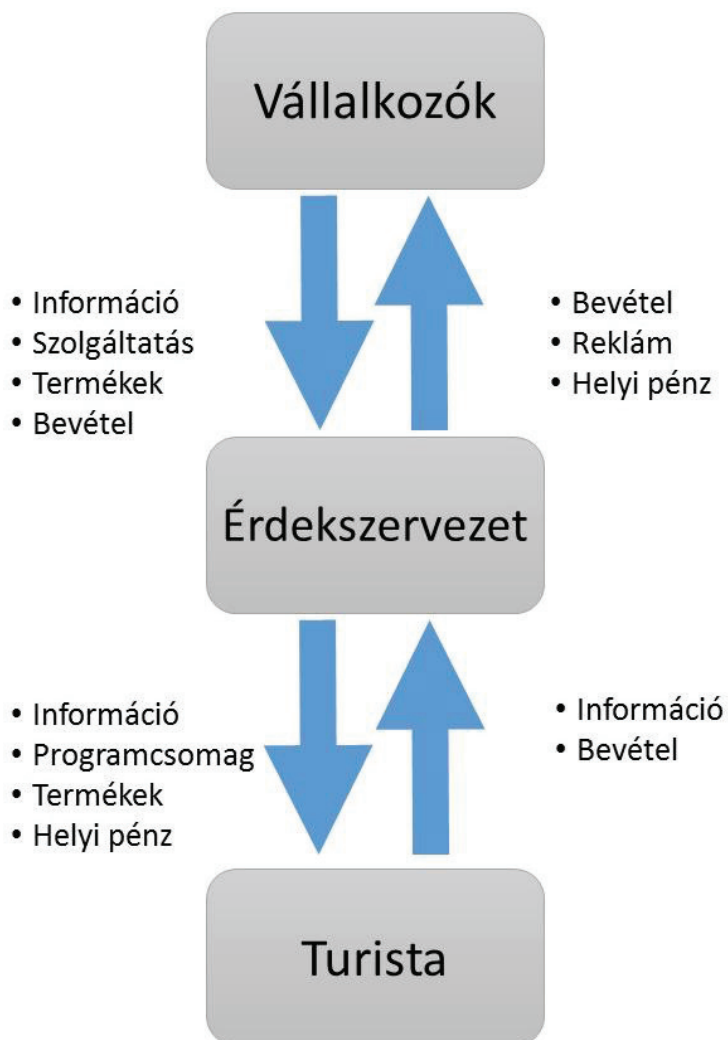 Vállalkozók
• Információ
• Szolgáltatás
• Termékek
• Bevétel
• Bevétel
• Reklám
• Helyi pénz
Érdekszervezet
• Információ
• Programcsomag
• Termékek
• Helyi pénz
• Információ
• Bevétel
Turista